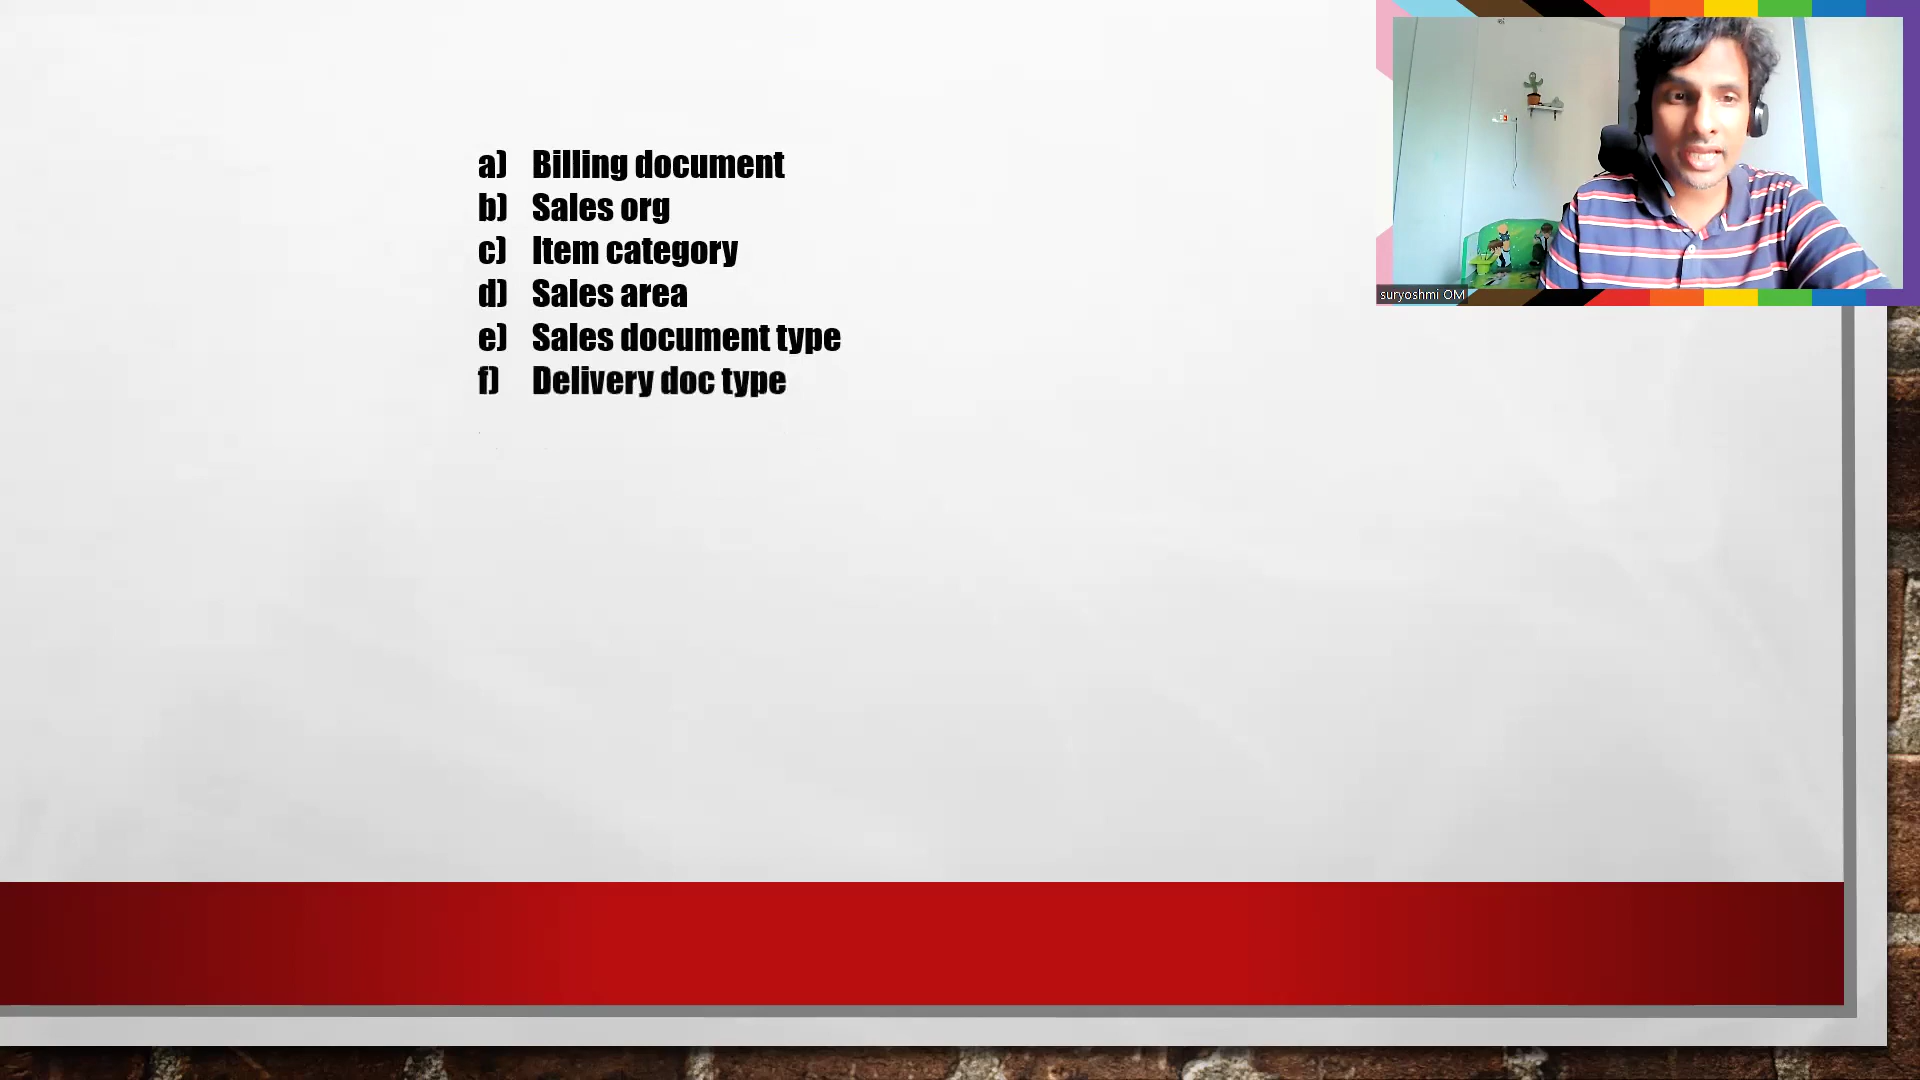 a) Billing document
b) Sales org
c) Item category
d) Sales area
e) Sales document type
f) Delivery doc type
suryoshmi OM